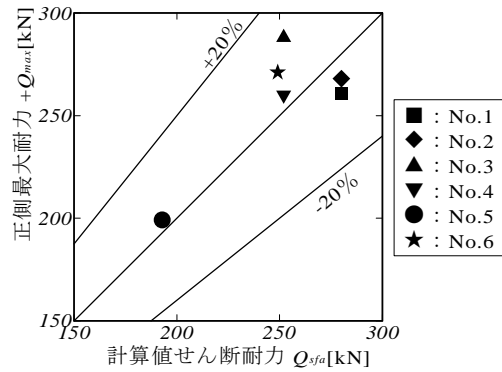 300
250
200
150
正側最大耐力 +Qmax[kN]
+20%
-20%
150 200 250 300
計算値せん断耐力 Qsfa[kN]
: No.1
: No.2
: No.3
: No.4
: No.5
: No.6